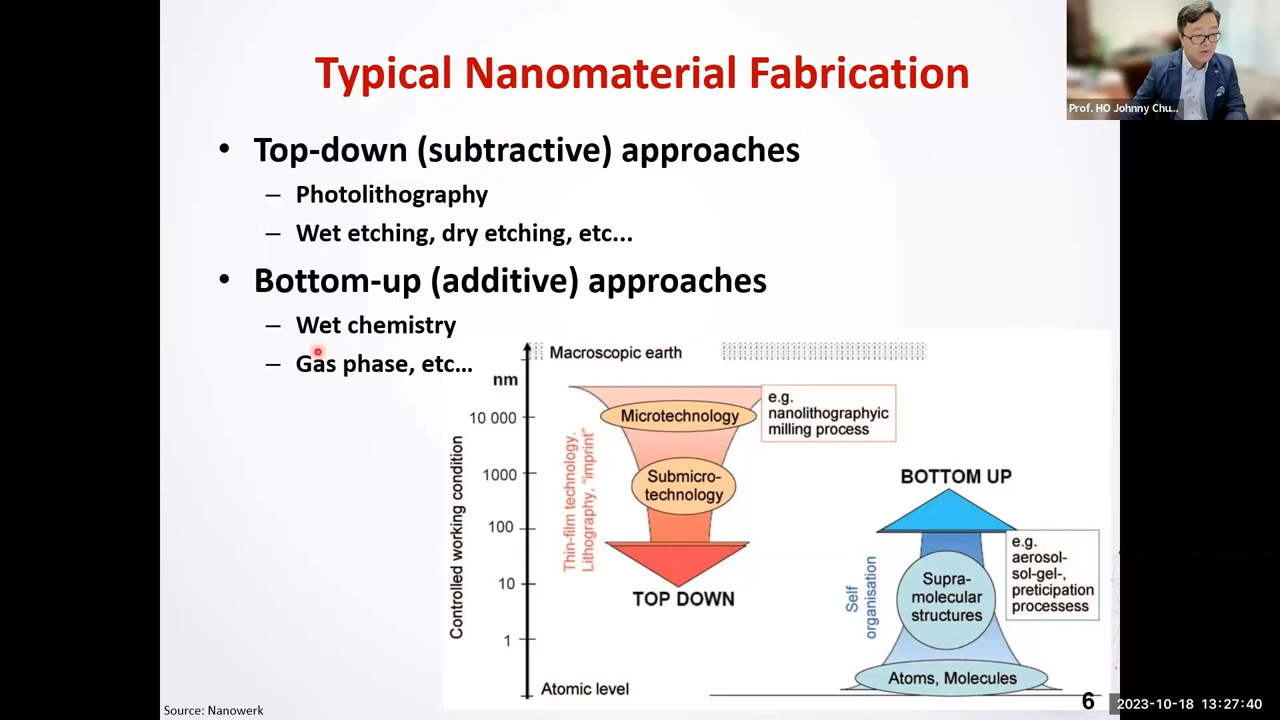 Typical Nanomaterial Fabrication
Prof. HO Johnny Chu...
• Top-down (subtractive) approaches
– Photolithography
– Wet etching, dry etching, etc...
• Bottom-up (additive) approaches
– Wet chemistry
– Gas phase, etc...
Macroscopic earth
nm
10 000
1000
100
10
1
Atomic level
Controlled working condition
Thin-film technology.
Lithography, "imprint"
Microtechnology
Submicro-
technology
TOP DOWN
e.g.
nanolithographyic
milling process
BOTTOM UP
Self
organisation
Supra-
molecular
structures
Atoms, Molecules
e.g.
aerosol-
sol-gel-,
preticipation
processess
Source: Nanowerk
6
2023-10-18 13:27:40